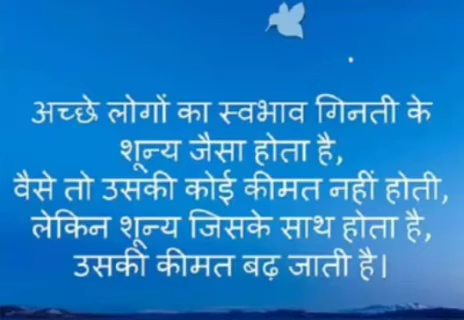 अच्छे लोगों का स्वभाव गिनती के
शून्य जैसा होता है,
वैसे तो उसकी कोई कीमत नहीं होती,
लेकिन शून्य जिसके साथ होता है,
उसकी कीमत बढ़ जाती है।